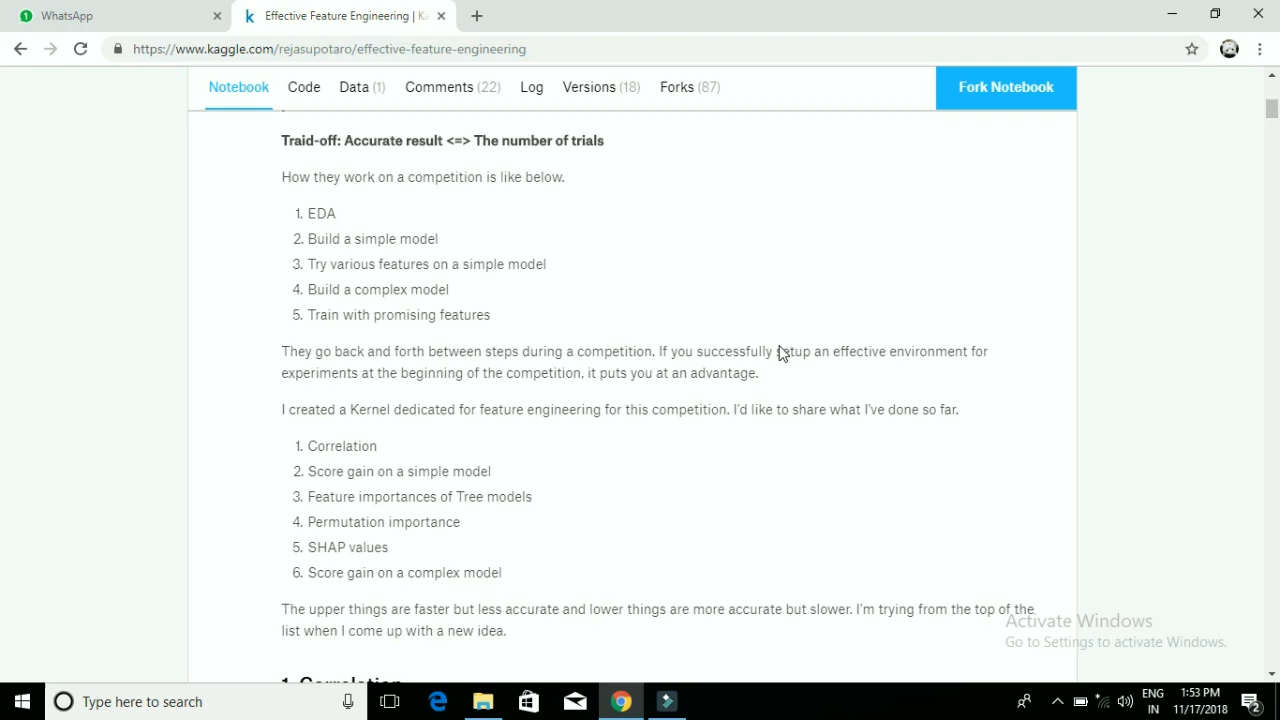 WhatsApp
Effective Feature Engineering | Ka
https://www.kaggle.com/rejasupotaro/effective-feature-engineering
Notebook Code Data (1) Comments (22) Log Versions (18) Forks (87) Fork Notebook
Traid-off: Accurate result <=> The number of trials
How they work on a competition is like below.
1. EDA
2. Build a simple model
3. Try various features on a simple model
4. Build a complex model
5. Train with promising features
They go back and forth between steps during a competition. If you successfully setup an effective environment for
experiments at the beginning of the competition, it puts you at an advantage.
I created a Kernel dedicated for feature engineering for this competition. I'd like to share what I've done so far.
1. Correlation
2. Score gain on a simple model
3. Feature importances of Tree models
4. Permutation importance
5. SHAP values
6. Score gain on a complex model
The upper things are faster but less accurate and lower things are more accurate but slower. I'm trying from the top of the
list when I come up with a new idea.
Activate Windows
Go to Settings to activate Windows.
1. Correlation
Type here to search
ENG
IN
1:53 PM
11/17/2018
2